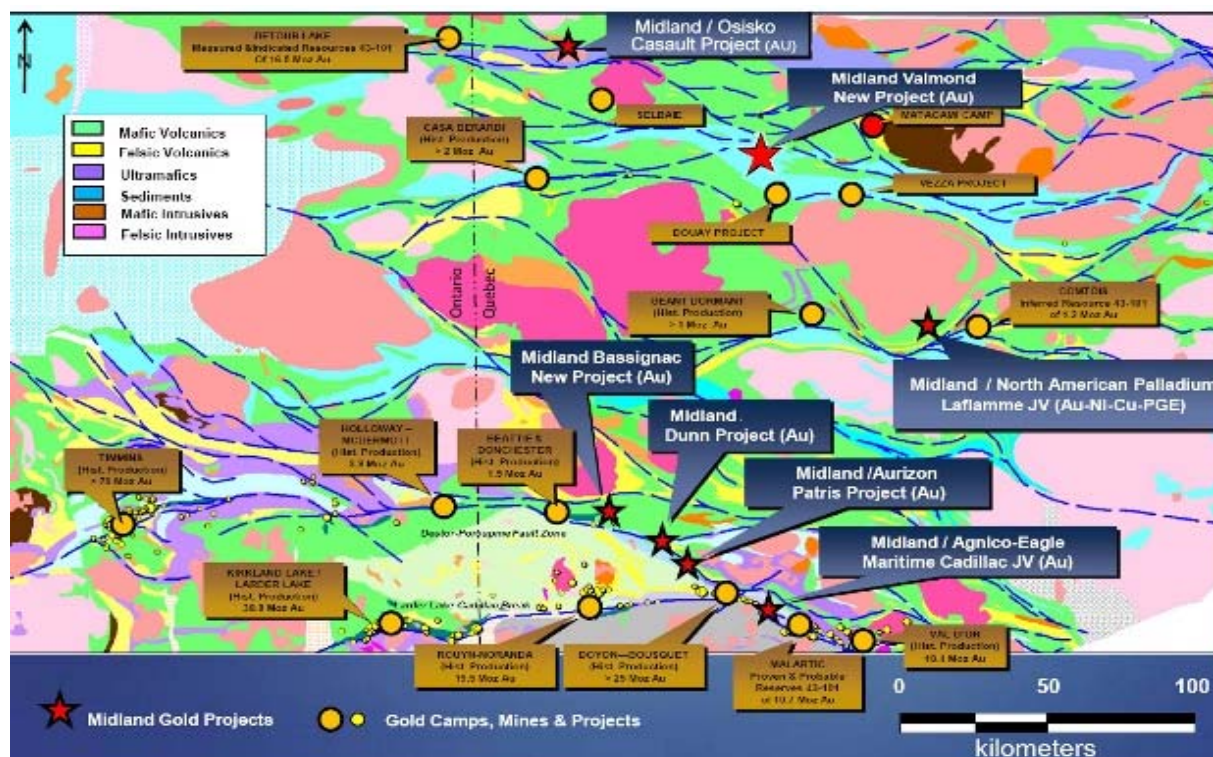 N
DETOUR LAKE
Measured &Indicated Resources 43-101
Midland / Osisko
Casault Project (AU)
Midland Valmond
New Project (Au)
SELBAIE
MATAGAMI CAMP
CASA BERARDI
(Hist. Production)
> 2 Moz Au
Mafic Volcanics
Felsic Volcanics
Ultramafics
Sediments
Mafic Intrusives
Felsic Intrusives
VEZZA PROJECT
DOUAY PROJECT
Ontario
Quebec
GEANT DORMANT
(Hist. Production)
> 1 Moz Au
COMTOIS
Inferred Resource 43-101
Midland Bassignac
New Project (Au)
Midland / North American Palladium
Laflamme JV (Au-Ni-Cu-PGE)
Midland
Dunn Project (Au)
Midland /Aurizon
Patris Project (Au)
Midland / Agnico-Eagle
Maritime Cadillac JV (Au)
TIMMINS
(Hist. Production)
HOLLOWAY –
MCDERMOTT
(Hist. Production)
BEATTIE &
DONCHESTER
(Hist. Production)
1.9 Moz Au
Destor-Porcupine Fault Zone
KIRKLAND LAKE /
LARDER LAKE
(Hist. Production)
Larder Lake Cadillac Break
ROUYN-NORANDA
(Hist. Production)
19.5 Moz Au
DOYON—BOUSQUET
(Hist. Production)
> 25 Moz Au
MALARTIC
Proven & Probable
Reserves 43-101
of 10.7 Moz Au
VAL D'OR
(Hist. Production)
0 50 100
kilometers
Midland Gold Projects
Gold Camps, Mines & Projects